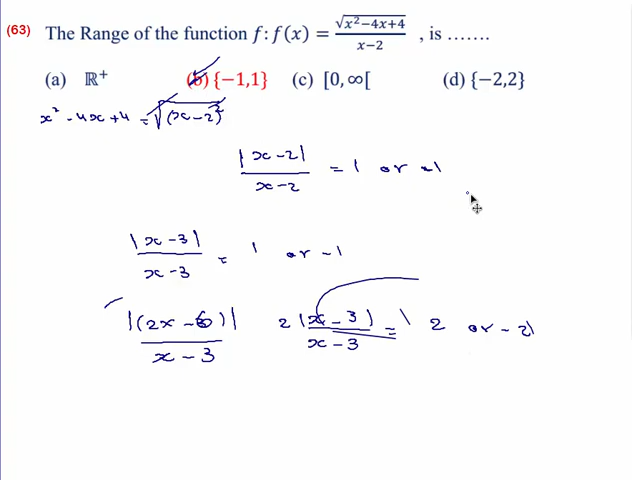 (63) The Range of the function f: f(x) = √(x²−4x+4) / (x−2) , is …….
(a) ℝ⁺ (b) {−1,1} (c) [0,∞[ (d) {−2,2}
x² - 4x + 4 = √(x-2)²
|x-2| / (x-2) = 1 or -1
|x-3| / (x-3) = 1 or -1
|(2x-6)| / (x-3) 2|x-3| / (x-3) = 2 or -2